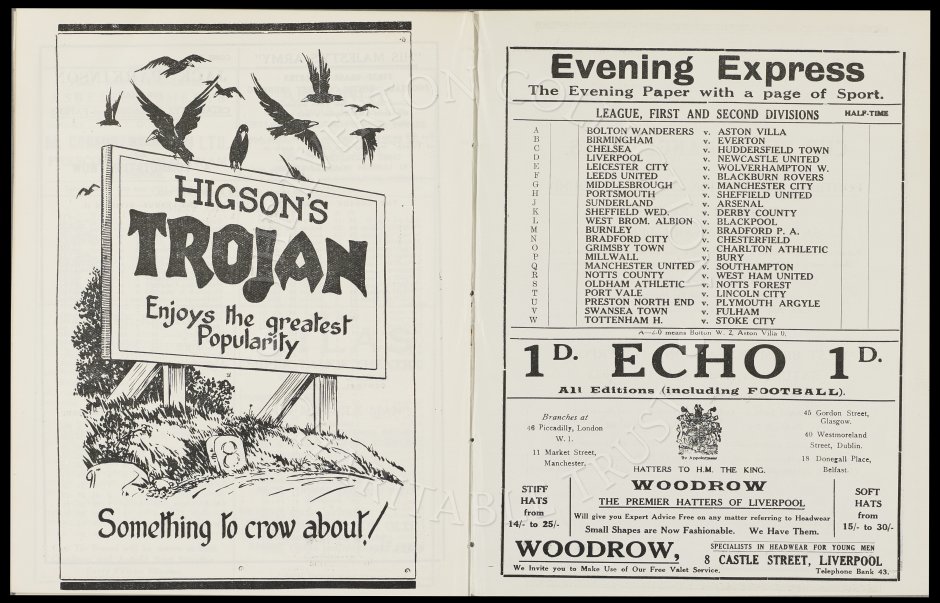 HIGSON'S
TROJAN
Enjoys the greatest
Popularity
8
Something to crow about!
Evening Express
The Evening Paper with a page of Sport.
LEAGUE, FIRST AND SECOND DIVISIONS HALF-TIME
A BOLTON WANDERERS v. ASTON VILLA
B BIRMINGHAM v. EVERTON
C CHELSEA v. HUDDERSFIELD TOWN
D LIVERPOOL v. NEWCASTLE UNITED
E LEICESTER CITY v. WOLVERHAMPTON W.
F LEEDS UNITED v. BLACKBURN ROVERS
G MIDDLESBROUGH v. MANCHESTER CITY
H PORTSMOUTH v. SHEFFIELD UNITED
J SUNDERLAND v. ARSENAL
K SHEFFIELD WED. v. DERBY COUNTY
L WEST BROM. ALBION v. BLACKPOOL
M BURNLEY v. BRADFORD P. A.
N BRADFORD CITY v. CHESTERFIELD
O GRIMSBY TOWN v. CHARLTON ATHLETIC
P MILLWALL v. BURY
Q MANCHESTER UNITED v. SOUTHAMPTON
R NOTTS COUNTY v. WEST HAM UNITED
S OLDHAM ATHLETIC v. NOTTS FOREST
T PORT VALE v. LINCOLN CITY
U PRESTON NORTH END v. PLYMOUTH ARGYLE
V SWANSEA TOWN v. FULHAM
W TOTTENHAM H. v. STOKE CITY
A—2-0 means Bolton W. 2, Aston Villa 0.
1D. ECHO 1D.
All Editions (including FOOTBALL).
Branches at
46 Piccadilly, London
W. 1.
11 Market Street,
Manchester.
By Appointment
45 Gordon Street,
Glasgow.
40 Westmoreland
Street, Dublin.
18 Donegall Place,
Belfast.
HATTERS TO H.M. THE KING.
STIFF
HATS
from
14/- to 25/-
WOODROW
THE PREMIER HATTERS OF LIVERPOOL
Will give you Expert Advice Free on any matter referring to Headwear
Small Shapes are Now Fashionable. We Have Them.
SOFT
HATS
from
15/- to 30/-
WOODROW,
SPECIALISTS IN HEADWEAR FOR YOUNG MEN
8 CASTLE STREET, LIVERPOOL
We Invite you to Make Use of Our Free Valet Service.
Telephone Bank 43.